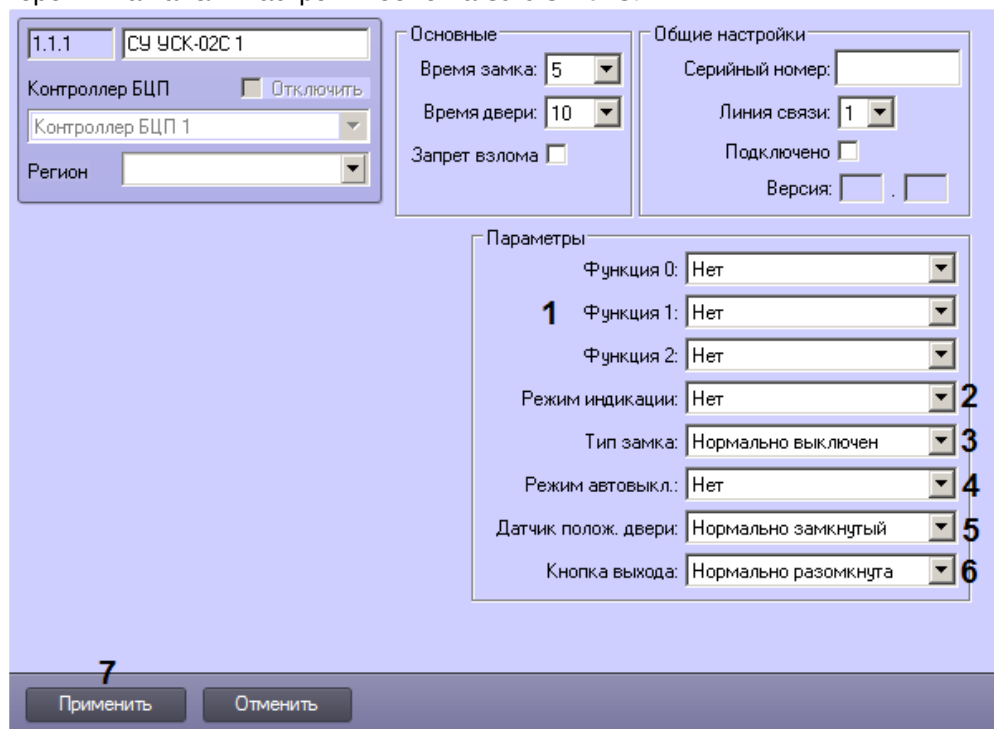 1.1.1 СУ УСК-02С 1
Контроллер БЦП Отключить
Контроллер БЦП 1
Регион
Основные
Время замка: 5
Время двери: 10
Запрет взлома
Общие настройки
Серийный номер:
Линия связи: 1
Подключено
Версия: .
Параметры
Функция 0: Нет
1 Функция 1: Нет
Функция 2: Нет
Режим индикации: Нет 2
Тип замка: Нормально выключен 3
Режим автовыкл.: Нет 4
Датчик полож. двери: Нормально замкнутый 5
Кнопка выхода: Нормально разомкнута 6
7
Применить Отменить